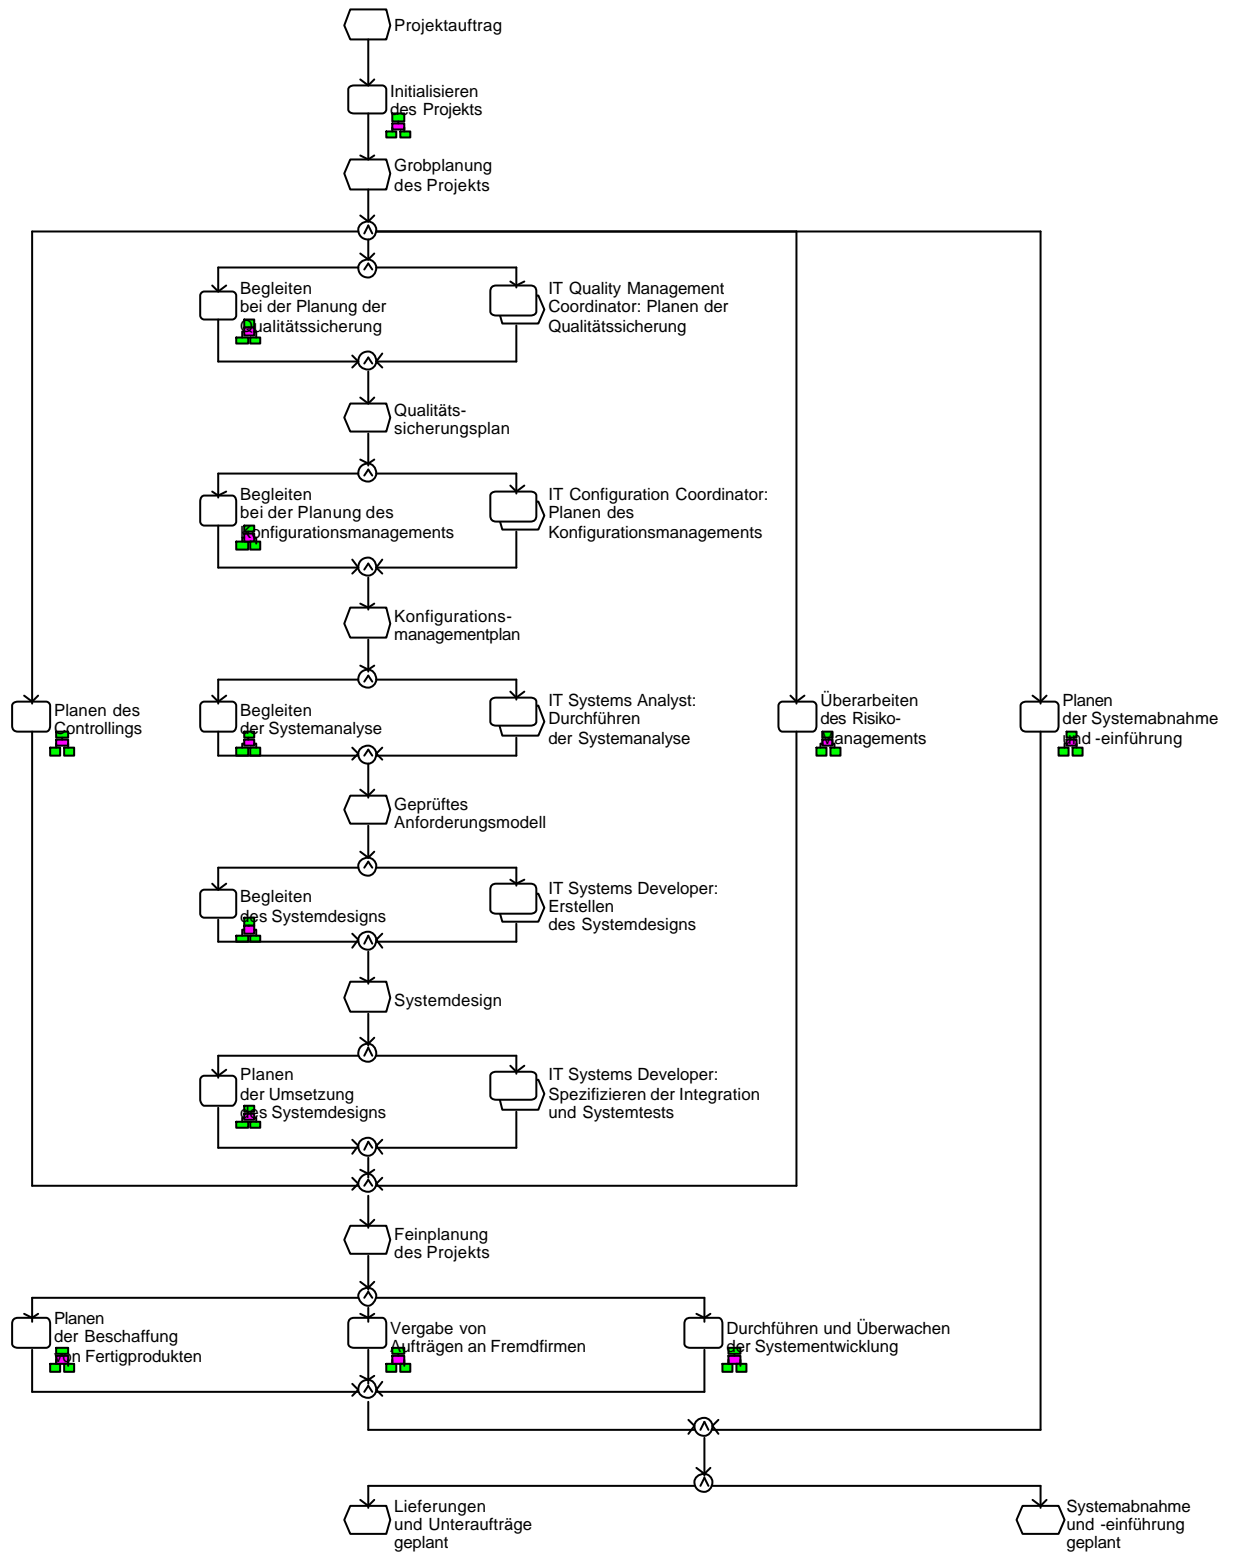 Projektauftrag
Initialisieren
des Projekts
Grobplanung
des Projekts
Begleiten
bei der Planung der
Qualitätssicherung
IT Quality Management
Coordinator: Planen der
Qualitätssicherung
Qualitäts-
sicherungsplan
Begleiten
bei der Planung des
Konfigurationsmanagements
IT Configuration Coordinator:
Planen des
Konfigurationsmanagements
Konfigurations-
managementplan
Planen des
Controllings
Begleiten
der Systemanalyse
IT Systems Analyst:
Durchführen
der Systemanalyse
Überarbeiten
des Risiko-
Managements
Planen
der Systemabnahme
und -einführung
Geprüftes
Anforderungsmodell
Begleiten
des Systemdesigns
IT Systems Developer:
Erstellen
des Systemdesigns
Systemdesign
Planen
der Umsetzung
des Systemdesigns
IT Systems Developer:
Spezifizieren der Integration
und Systemtests
Feinplanung
des Projekts
Planen
der Beschaffung
von Fertigprodukten
Vergabe von
Aufträgen an Fremdfirmen
Durchführen und Überwachen
der Systementwicklung
Lieferungen
und Unteraufträge
geplant
Systemabnahme
und -einführung
geplant